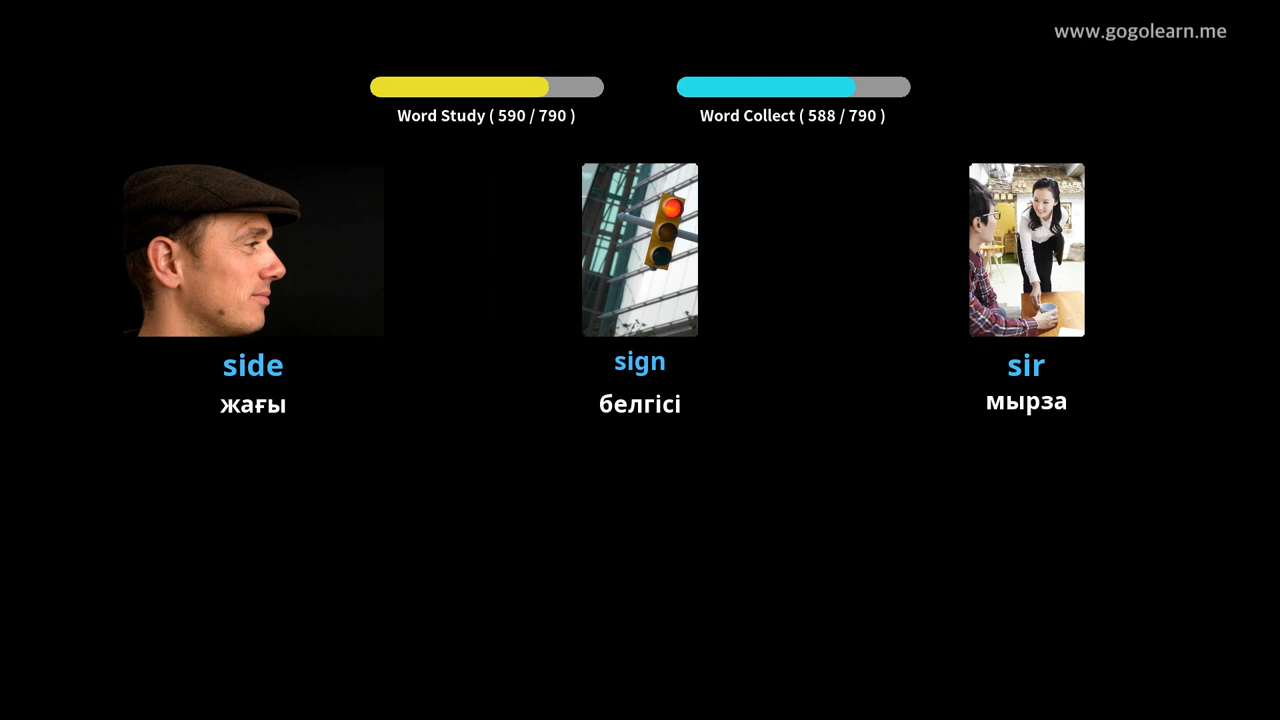 www.gogolearn.me
Word Study ( 590 / 790 )
Word Collect ( 588 / 790 )
side
sign
sir
жағы
белгісі
мырза